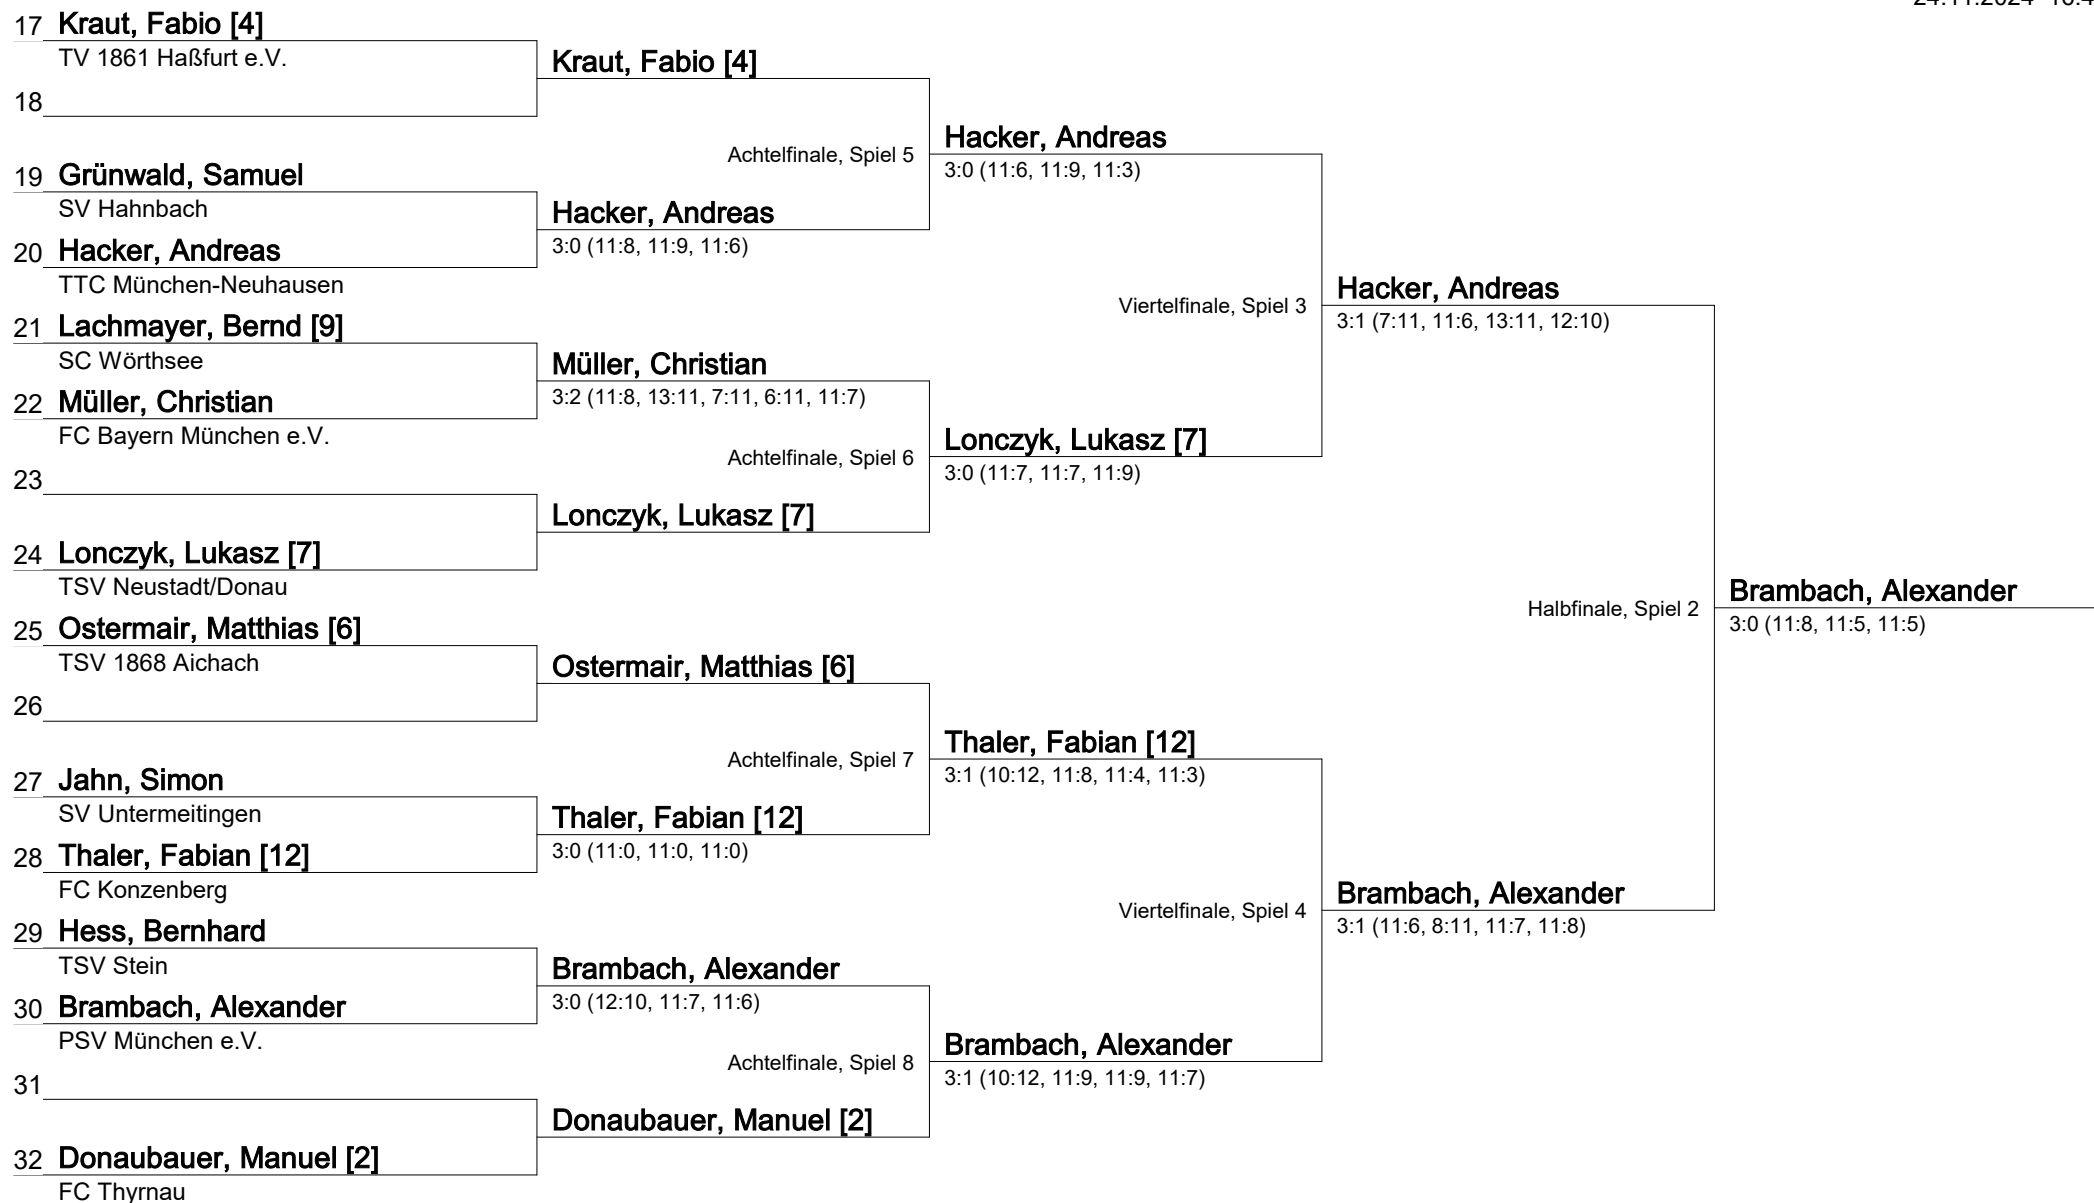 17 Kraut, Fabio [4]
TV 1861 Haßfurt e.V.
Kraut, Fabio [4]
18
Hacker, Andreas
Achtelfinale, Spiel 5
3:0 (11:6, 11:9, 11:3)
19 Grünwald, Samuel
SV Hahnbach
Hacker, Andreas
3:0 (11:8, 11:9, 11:6)
20 Hacker, Andreas
TTC München-Neuhausen
Hacker, Andreas
Viertelfinale, Spiel 3
3:1 (7:11, 11:6, 13:11, 12:10)
21 Lachmayer, Bernd [9]
SC Wörthsee
Müller, Christian
3:2 (11:8, 13:11, 7:11, 6:11, 11:7)
22 Müller, Christian
FC Bayern München e.V.
Lonczyk, Lukasz [7]
Achtelfinale, Spiel 6
3:0 (11:7, 11:7, 11:9)
23
Lonczyk, Lukasz [7]
24 Lonczyk, Lukasz [7]
TSV Neustadt/Donau
Brambach, Alexander
Halbfinale, Spiel 2
3:0 (11:8, 11:5, 11:5)
25 Ostermair, Matthias [6]
TSV 1868 Aichach
Ostermair, Matthias [6]
26
Thaler, Fabian [12]
Achtelfinale, Spiel 7
3:1 (10:12, 11:8, 11:4, 11:3)
27 Jahn, Simon
SV Untermeitingen
Thaler, Fabian [12]
3:0 (11:0, 11:0, 11:0)
28 Thaler, Fabian [12]
FC Konzenberg
Brambach, Alexander
Viertelfinale, Spiel 4
3:1 (11:6, 8:11, 11:7, 11:8)
29 Hess, Bernhard
TSV Stein
Brambach, Alexander
3:0 (12:10, 11:7, 11:6)
30 Brambach, Alexander
PSV München e.V.
Brambach, Alexander
Achtelfinale, Spiel 8
3:1 (10:12, 11:9, 11:9, 11:7)
31
Donaubauer, Manuel [2]
32 Donaubauer, Manuel [2]
FC Thyrnau